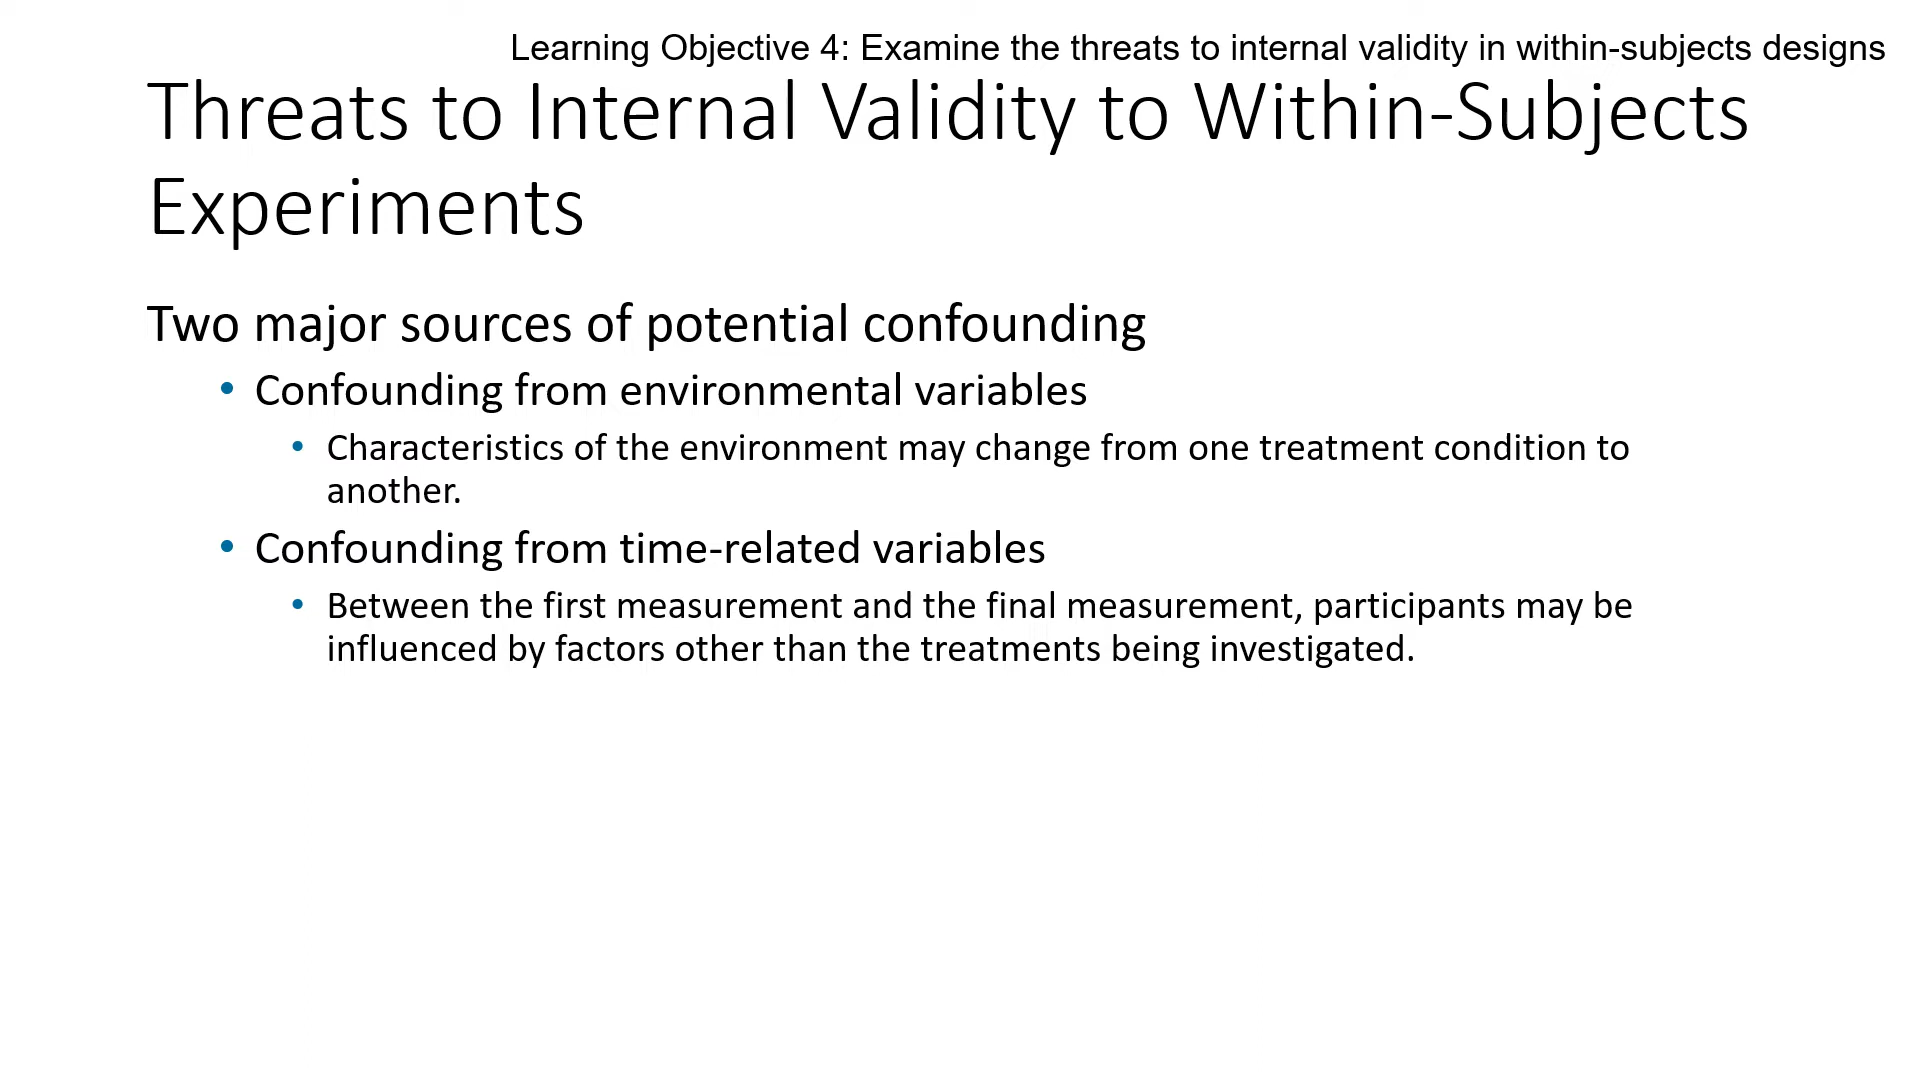 Learning Objective 4: Examine the threats to internal validity in within-subjects designs
Threats to Internal Validity to Within-Subjects
Experiments
Two major sources of potential confounding
• Confounding from environmental variables
• Characteristics of the environment may change from one treatment condition to
another.
• Confounding from time-related variables
• Between the first measurement and the final measurement, participants may be
influenced by factors other than the treatments being investigated.